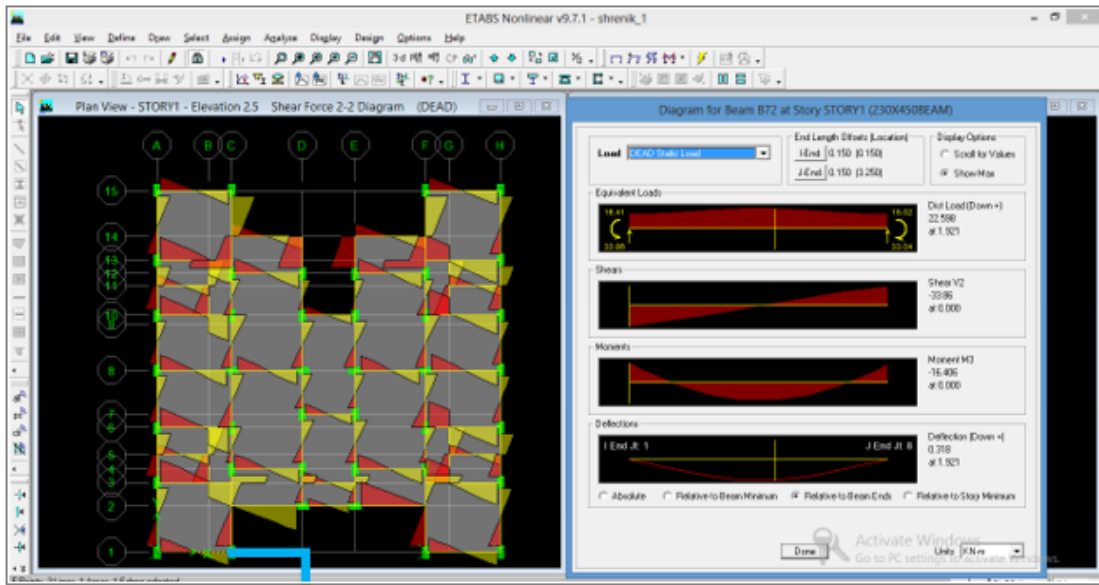 ETABS Nonlinear v9.7.1 - shrenik_1
File Edit View Define Draw Select Assign Analyze Display Design Options Help
Plan View - STORY1 - Elevation 2.5 Shear Force 2-2 Diagram (DEAD)
A B C D E F G H
15
14
13
12
11
10
8
7
6
5
4
3
2
1
Diagram for Beam B72 at Story STORY1 (230X450BEAM)
Load DEAD Static Load
End Length Offsets (Location)
I-End 0.150 (0.150)
J-End 0.150 (3.250)
Display Options
Scroll for Values
Show Max
Equivalent Loads
16.41
33.86
33.04
Dist Load (Down +)
22.598
at 1.921
Shears
Shear V2
-33.86
at 0.000
Moments
Moment M3
-16.406
at 0.000
Deflections
I End Jt: 1
J End Jt: 8
Deflection (Down +)
0.318
at 1.921
Absolute Relative to Beam Minimum Relative to Beam Ends Relative to Story Minimum
Done
Units KN-m
Activate Windows
Go to PC settings to activate Windows.